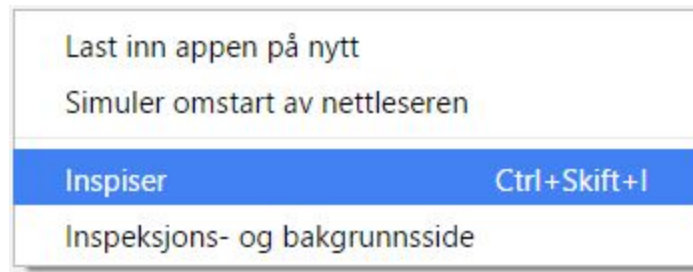 Last inn appen på nytt
Simuler omstart av nettleseren
Inspiser Ctrl+Skift+I
Inspeksjons- og bakgrunnsside